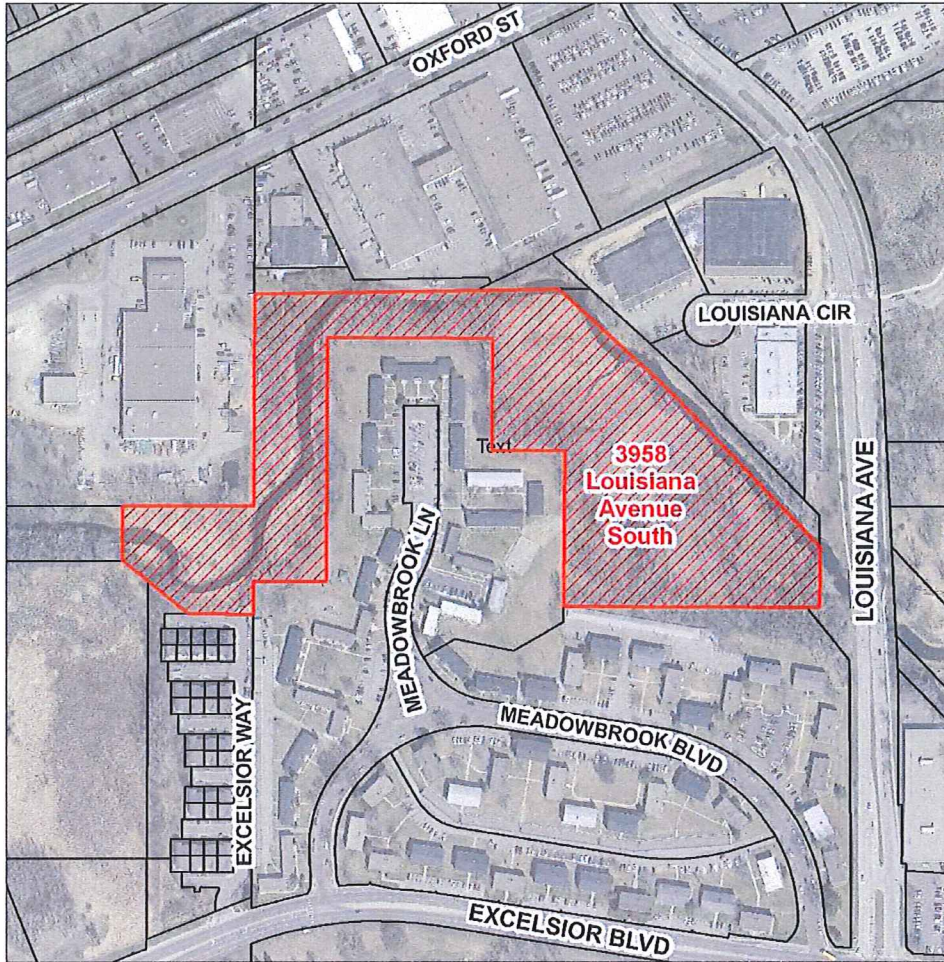 OXFORD ST
LOUISIANA CIR
Text
3958
Louisiana
Avenue
South
LOUISIANA AVE
MEADOWBROOK LN
MEADOWBROOK BLVD
EXCELSIOR WAY
EXCELSIOR BLVD